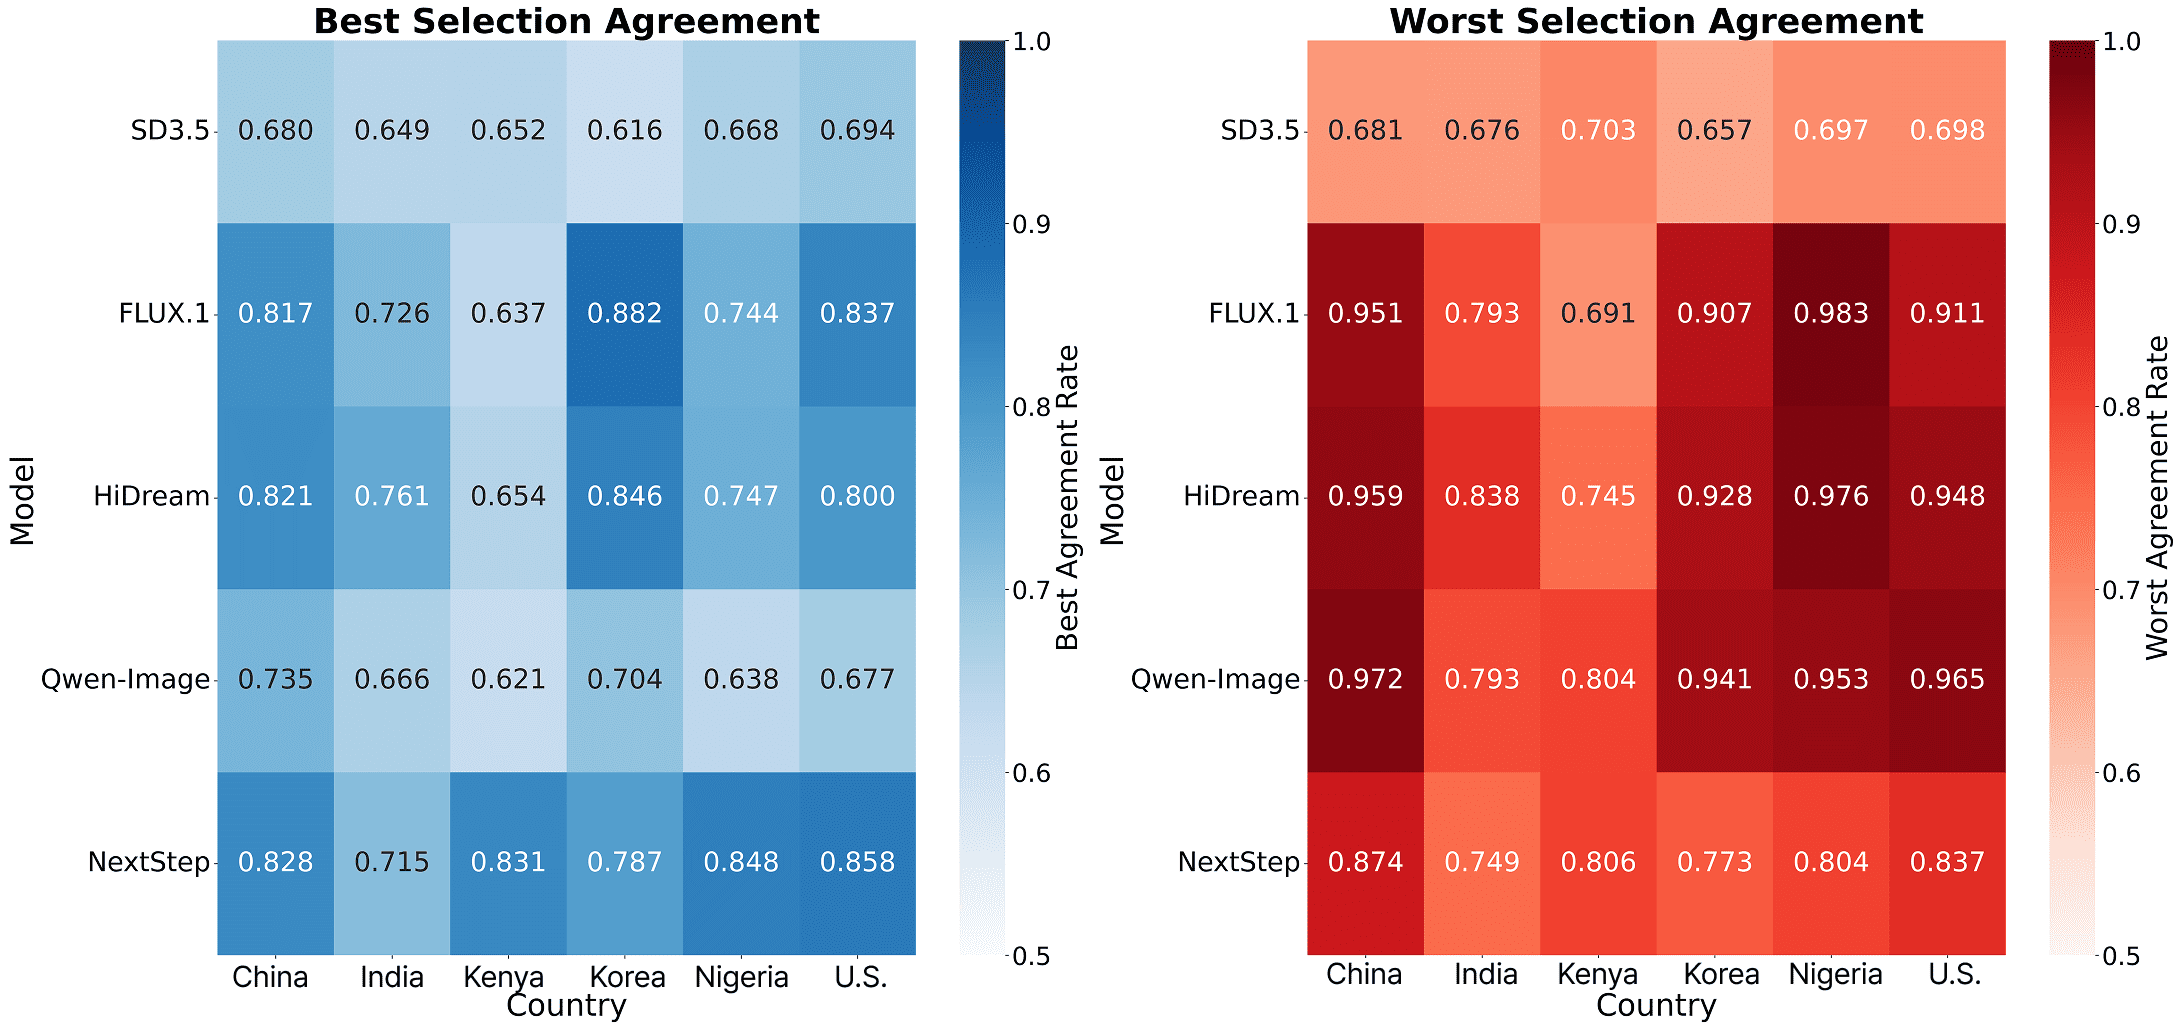 Best Selection Agreement
Model
SD3.5 0.680 0.649 0.652 0.616 0.668 0.694
FLUX.1 0.817 0.726 0.637 0.882 0.744 0.837
HiDream 0.821 0.761 0.654 0.846 0.747 0.800
Qwen-Image 0.735 0.666 0.621 0.704 0.638 0.677
NextStep 0.828 0.715 0.831 0.787 0.848 0.858
China India Kenya Korea Nigeria U.S.
Country
1.0
0.9
0.8
0.7
0.6
0.5
Best Agreement Rate
Worst Selection Agreement
Model
SD3.5 0.681 0.676 0.703 0.657 0.697 0.698
FLUX.1 0.951 0.793 0.691 0.907 0.983 0.911
HiDream 0.959 0.838 0.745 0.928 0.976 0.948
Qwen-Image 0.972 0.793 0.804 0.941 0.953 0.965
NextStep 0.874 0.749 0.806 0.773 0.804 0.837
China India Kenya Korea Nigeria U.S.
Country
1.0
0.9
0.8
0.7
0.6
0.5
Worst Agreement Rate